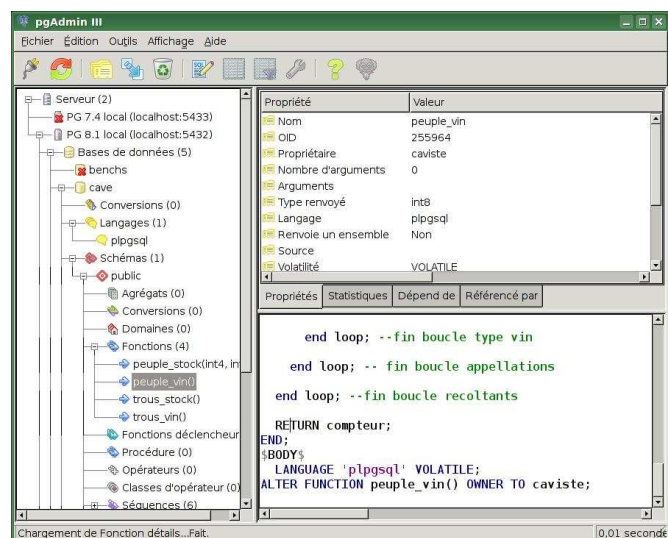 pgAdmin III
Fichier Édition Outils Affichage Aide
Serveur (2)
PG 7.4 local (localhost:5433)
PG 8.1 local (localhost:5432)
Bases de données (5)
benchs
cave
Conversions (0)
Langages (1)
plpgsql
Schémas (1)
public
Agrégats (0)
Conversions (0)
Domaines (0)
Fonctions (4)
peuple_stock(int4, in
peuple_vin()
trous_stock()
trous_vin()
Fonctions déclencheur
Procédure (0)
Opérateurs (0)
Classes d'opérateur (0)
Séquences (6)
Propriété Valeur
Nom peuple_vin
OID 255964
Propriétaire caviste
Nombre d'arguments 0
Arguments
Type renvoyé int8
Langage plpgsql
Renvoie un ensemble Non
Source
Volatilité VOLATILE
Propriétés Statistiques Dépend de Référencé par
end loop; --fin boucle type vin
end loop; -- fin boucle appellations
end loop; --fin boucle recoltants
RETURN compteur;
END;
$BODY$
LANGUAGE 'plpgsql' VOLATILE;
ALTER FUNCTION peuple_vin() OWNER TO caviste;
Chargement de Fonction détails...Fait.
0,01 seconde